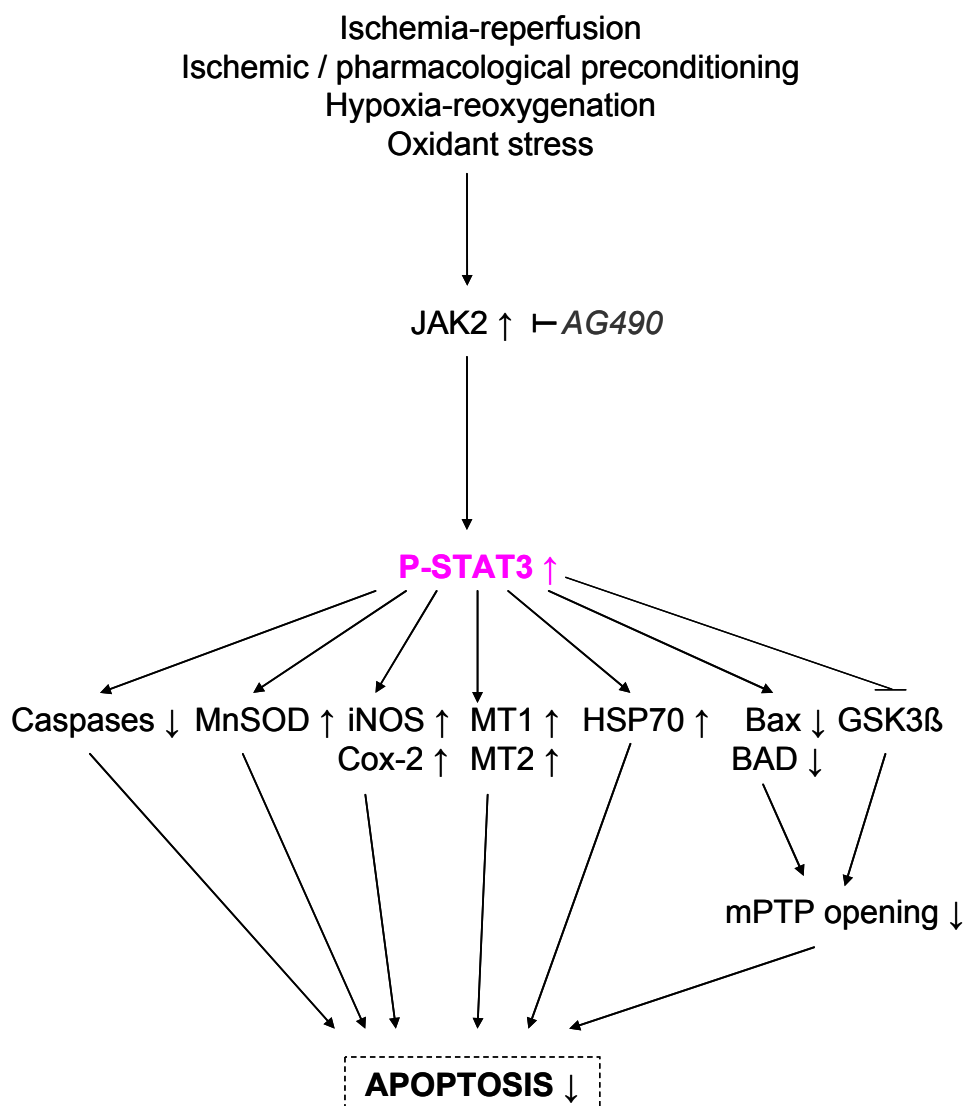 Ischemia-reperfusion
Ischemic / pharmacological preconditioning
Hypoxia-reoxygenation
Oxidant stress
JAK2 ↑ ⊢ AG490
P-STAT3 ↑
Caspases ↓ MnSOD ↑ iNOS ↑ MT1 ↑ HSP70 ↑ Bax ↓ GSK3ß
Cox-2 ↑ MT2 ↑ BAD ↓
mPTP opening ↓
APOPTOSIS ↓